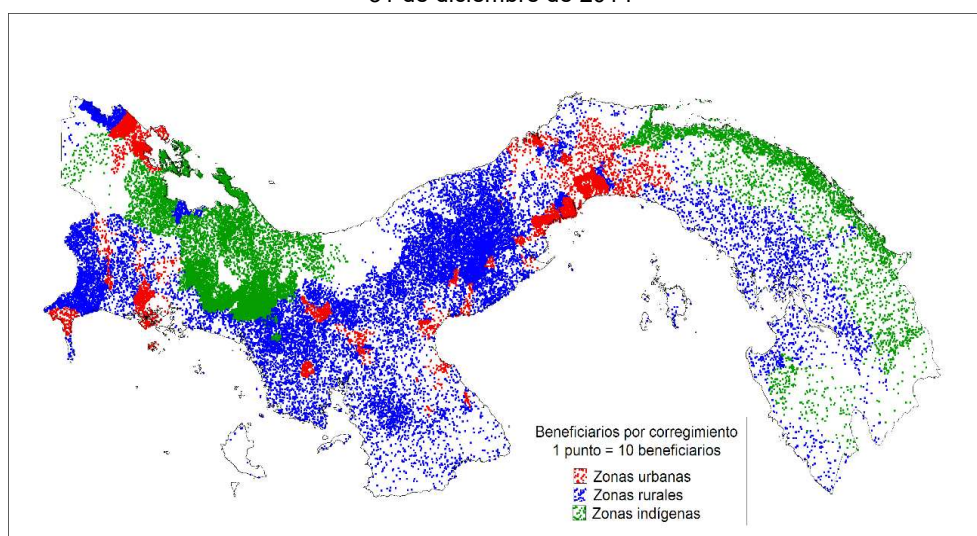 Beneficiarios por corregimiento
1 punto = 10 beneficiarios
Zonas urbanas
Zonas rurales
Zonas indígenas